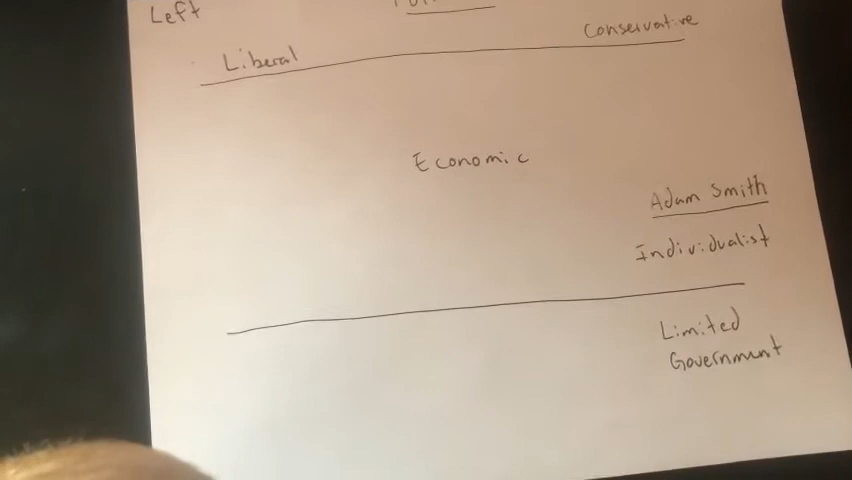 Left
Liberal
Conservative
Economic
Adam Smith
Individualist
Limited
Government